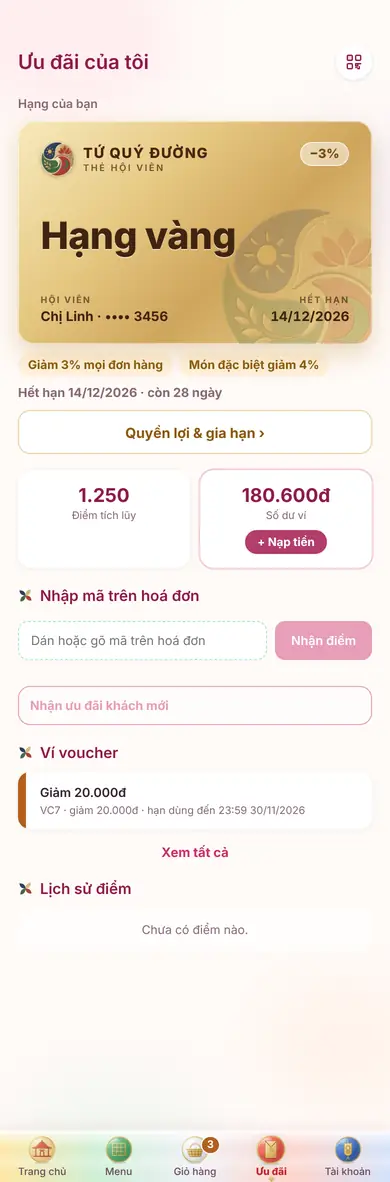 Ưu đãi của tôi
Hạng của bạn
TỨ QUÝ ĐƯỜNG
THẺ HỘI VIÊN
−3%
Hạng vàng
HỘI VIÊN
Chị Linh · •••• 3456
HẾT HẠN
14/12/2026
Giảm 3% mọi đơn hàng
Món đặc biệt giảm 4%
Hết hạn 14/12/2026 · còn 28 ngày
Quyền lợi & gia hạn ›
1.250
Điểm tích lũy
180.600đ
Số dư ví
+ Nạp tiền
Nhập mã trên hoá đơn
Dán hoặc gõ mã trên hoá đơn
Nhận điểm
Nhận ưu đãi khách mới
Ví voucher
Giảm 20.000đ
VC7 · giảm 20.000đ · hạn dùng đến 23:59 30/11/2026
Xem tất cả
Lịch sử điểm
Chưa có điểm nào.
3
Trang chủ
Menu
Giỏ hàng
Ưu đãi
Tài khoản